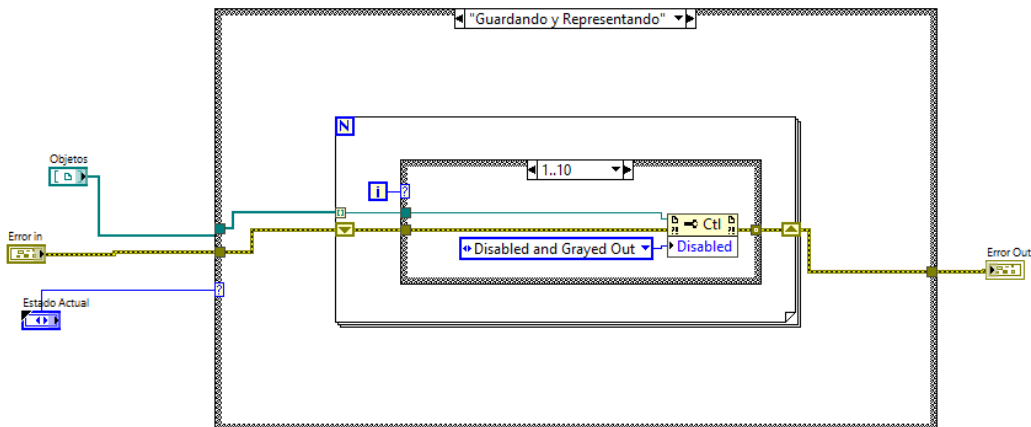 "Guardando y Representando"
N
Objetos
1..10
i
Ctl
Error in
Disabled and Grayed Out
Disabled
Error Out
Estado Actual